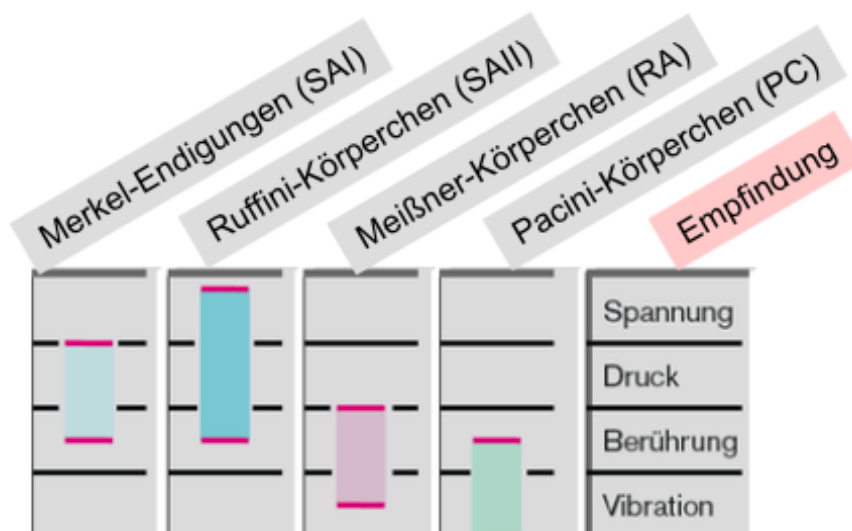 Merkel-Endigungen (SAI)
Ruffini-Körperchen (SAII)
Meißner-Körperchen (RA)
Pacini-Körperchen (PC)
Empfindung
Spannung
Druck
Berührung
Vibration